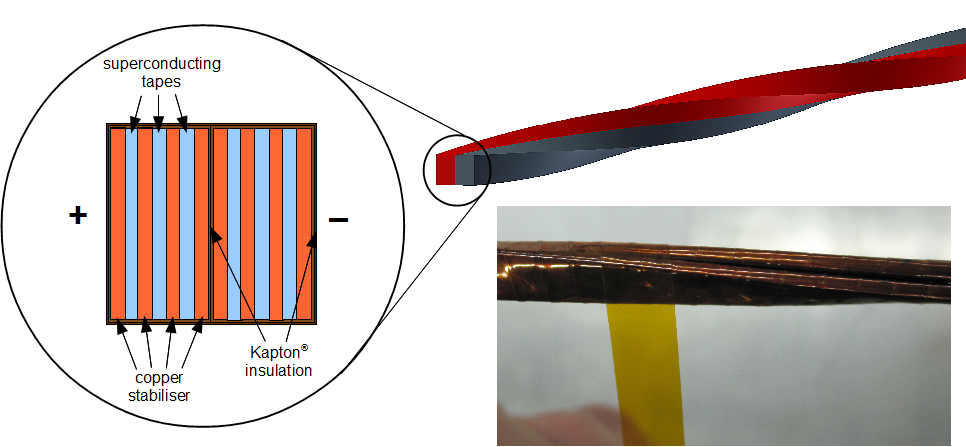 superconducting
tapes
+
–
Kapton®
insulation
copper
stabiliser